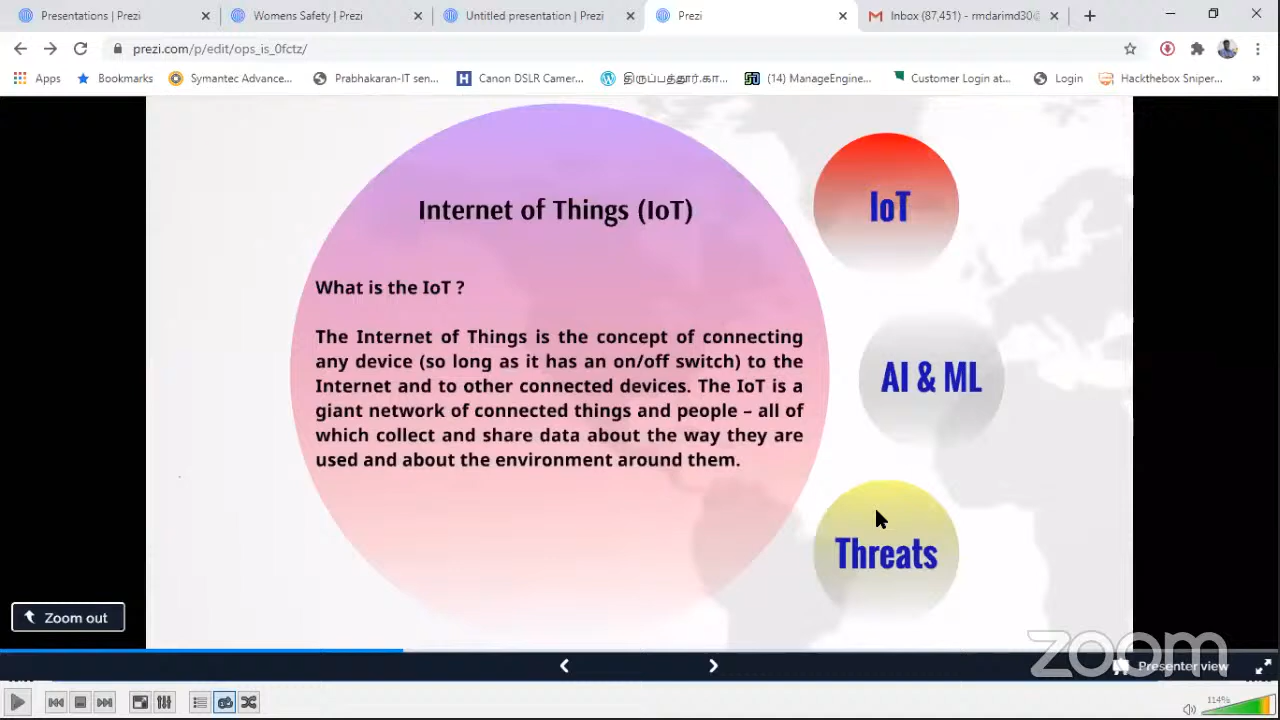 Presentations | Prezi
Womens Safety | Prezi
Untitled presentation | Prezi
Prezi
Inbox (87,451) - rmdarimd30@
prezi.com/p/edit/ops_is_0fctz/
Apps
Bookmarks
Symantec Advance...
Prabhakaran-IT sen...
Canon DSLR Camer...
திருப்பத்தூர்.கா...
(14) ManageEngine...
Customer Login at...
Login
Hackthebox Sniper...
»
Internet of Things (IoT)
What is the IoT ?
The Internet of Things is the concept of connecting
any device (so long as it has an on/off switch) to the
Internet and to other connected devices. The IoT is a
giant network of connected things and people – all of
which collect and share data about the way they are
used and about the environment around them.
IoT
AI & ML
Threats
Zoom out
zoom
Presenter view
114%